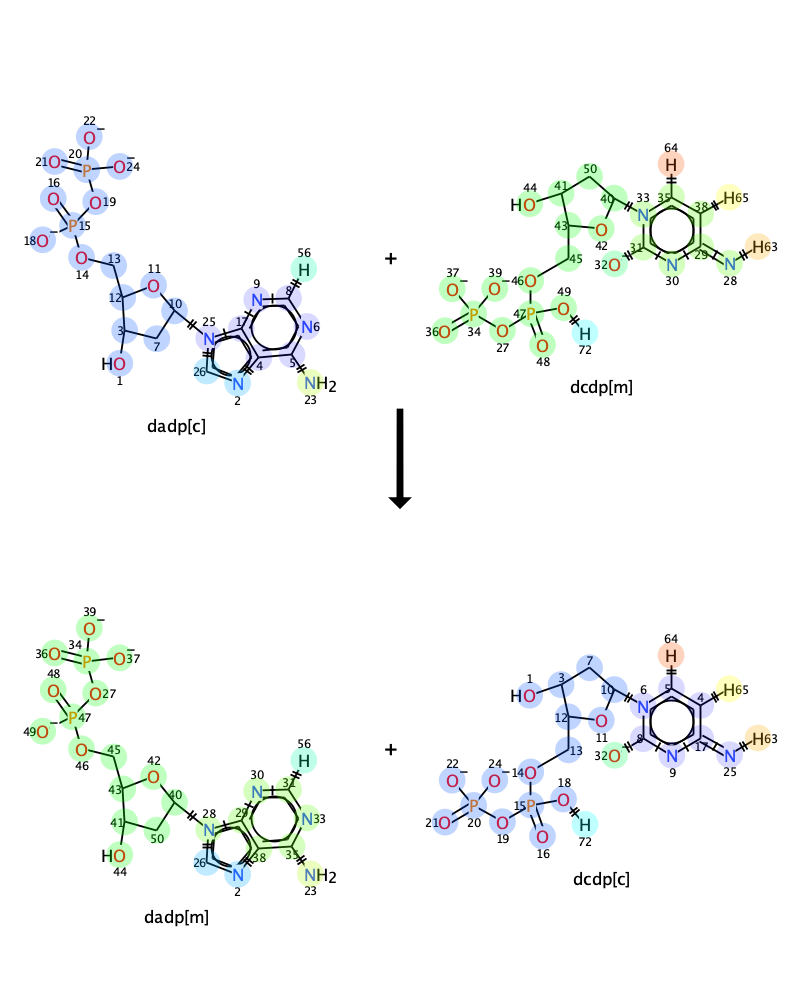 22
O−
20
21 O P O− 24
16
O O 19
P 15
18 O−
O 13
14
11
O
12
10
3
7
HO
1
25
N
17
9
N
8
56
H
N 6
5
4
26
N
2
NH2
23
dadp[c]
+
64
H
50
44
HO
41
40
33
N
35
38
H65
43
O
42
45
31
32 O
N
30
29
N
28
H63
37
O−
39
O−
46 O
49
O
H
72
47
P
36 O
P
34
O
27
O
48
dcdp[m]
39
O−
34
36 O P O− 37
48
O O 27
P 47
49 O−
O 45
46
42
O
43
40
41
50
HO
44
28
N
29
30
N
31
56
H
N 33
35
38
26
N
2
NH2
23
dadp[m]
+
64
H
7
1
HO
3
10
6
N
5
4
H65
12
O
11
13
8
32 O
N
9
17
N
25
H63
22
O−
24
O−
14 O
18
O
H
72
15
P
21 O
P
20
O
19
O
16
dcdp[c]